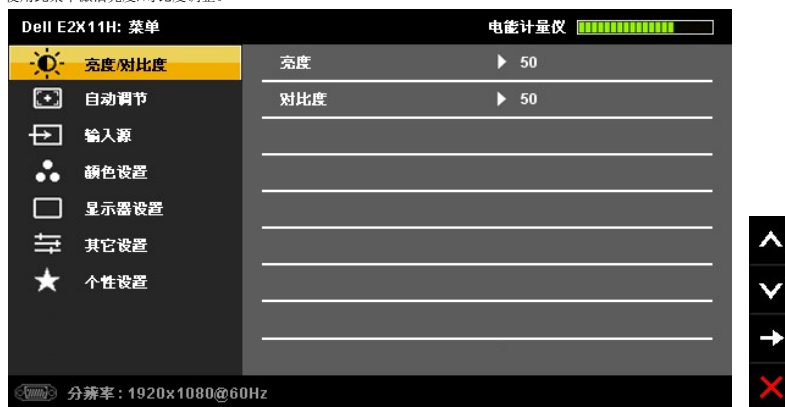 Dell E2X11H: 菜单 电能计量仪
亮度/对比度 亮度 50
自动调节 对比度 50
输入源
颜色设置
显示器设置
其它设置
个性设置
分辨率: 1920x1080@60Hz